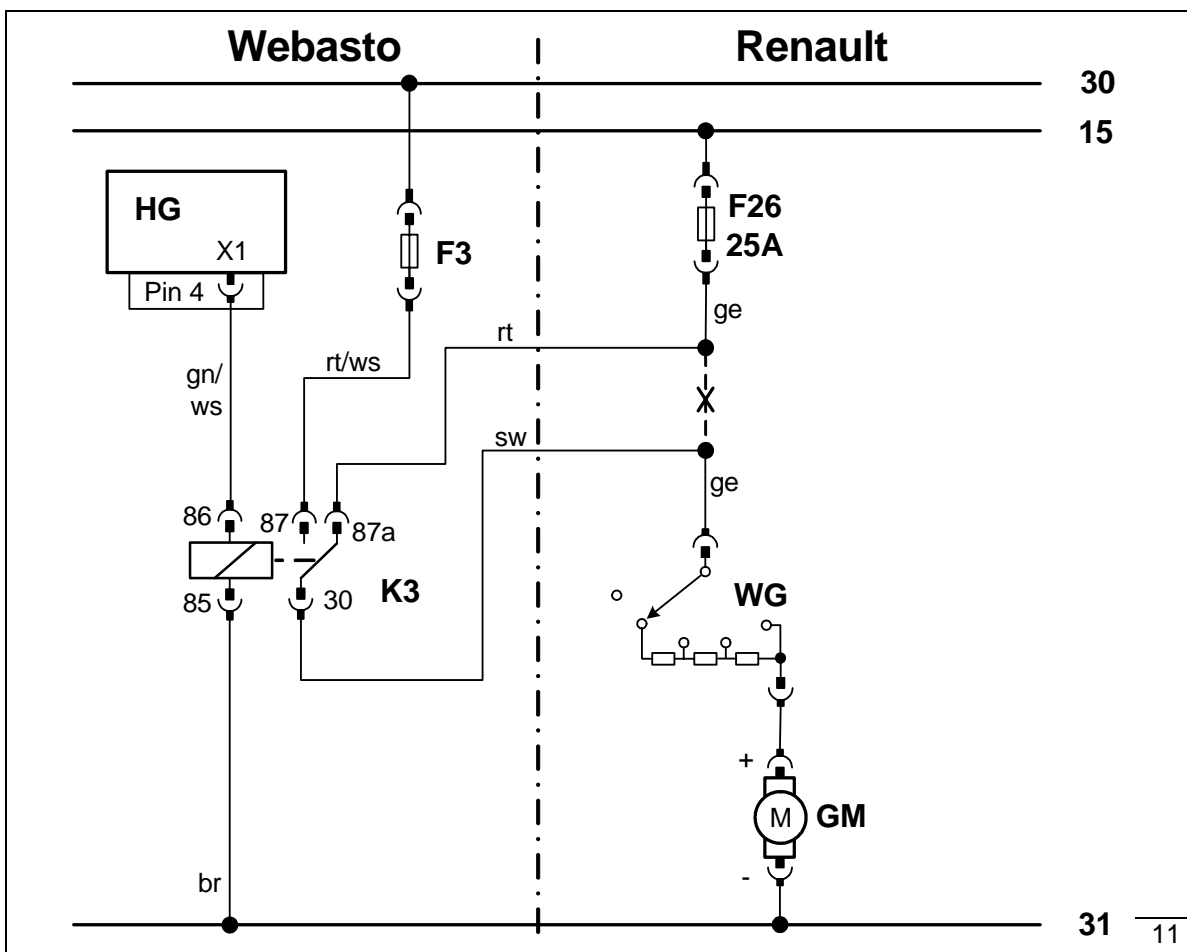 Webasto
Renault
30
15
HG
X1
Pin 4
F3
F26
25A
ge
rt
rt/ws
gn/
ws
sw
ge
86
87
87a
85
30
K3
WG
+
M
GM
-
br
31
11